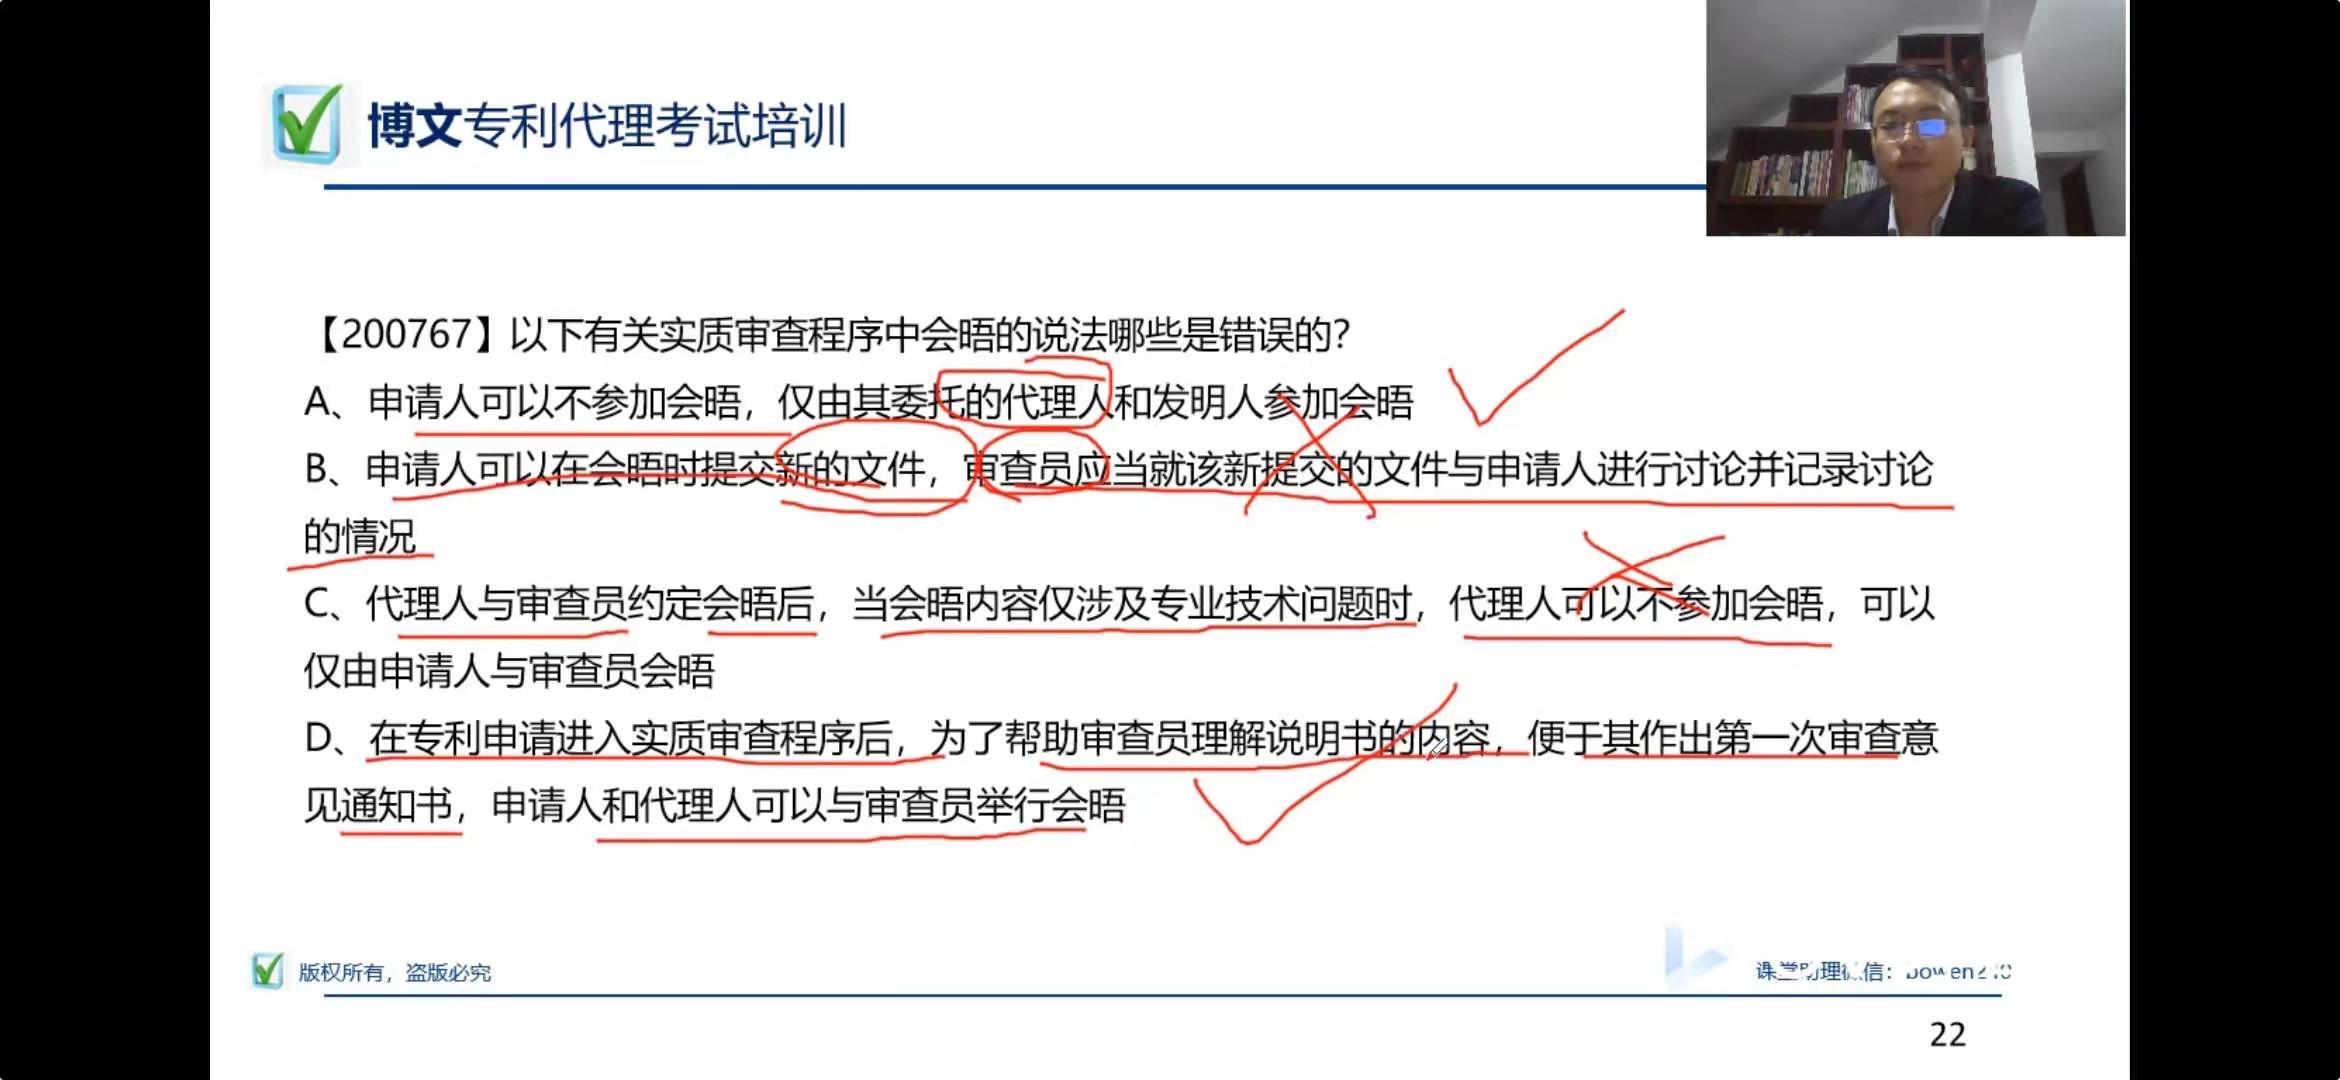 博文专利代理考试培训
【200767】以下有关实质审查程序中会晤的说法哪些是错误的？
A、申请人可以不参加会晤，仅由其委托的代理人和发明人参加会晤
B、申请人可以在会晤时提交新的文件，审查员应当就该新提交的文件与申请人进行讨论并记录讨论
的情况
C、代理人与审查员约定会晤后，当会晤内容仅涉及专业技术问题时，代理人可以不参加会晤，可以
仅由申请人与审查员会晤
D、在专利申请进入实质审查程序后，为了帮助审查员理解说明书的内容，便于其作出第一次审查意
见通知书，申请人和代理人可以与审查员举行会晤
版权所有，盗版必究
课堂助理微信：
22